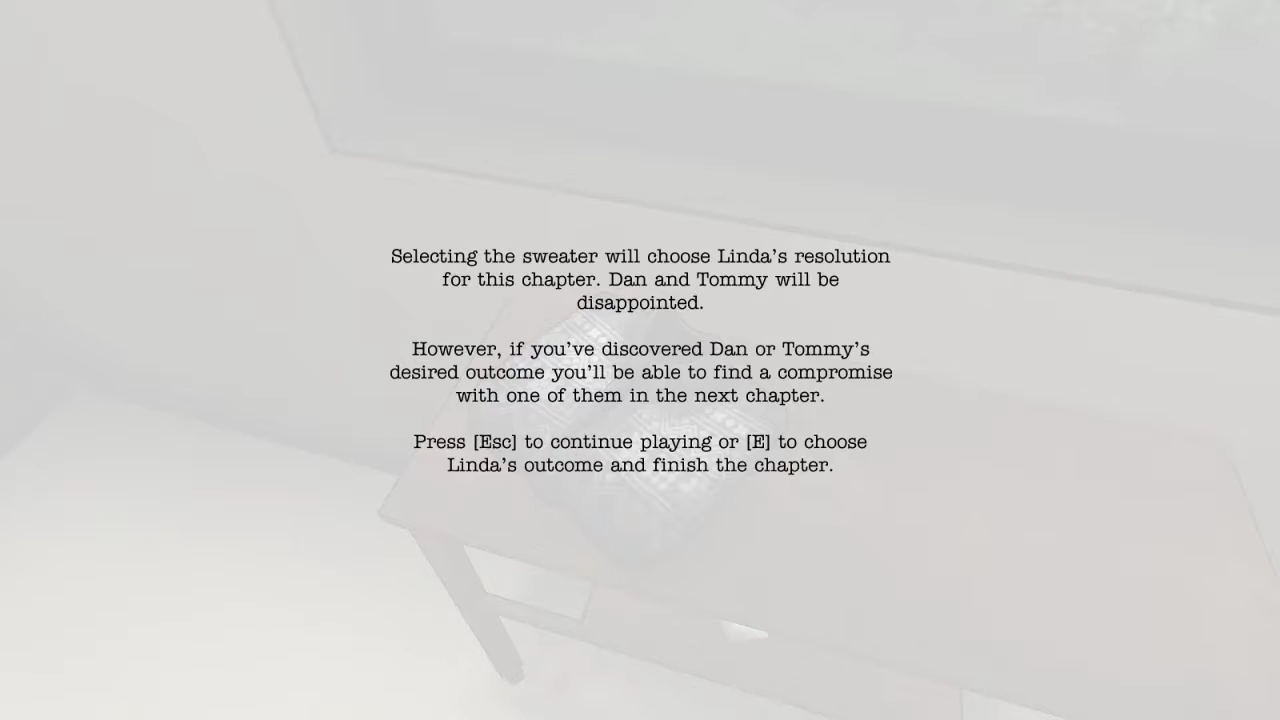 Selecting the sweater will choose Linda's resolution
for this chapter. Dan and Tommy will be
disappointed.
However, if you've discovered Dan or Tommy's
desired outcome you'll be able to find a compromise
with one of them in the next chapter.
Press [Esc] to continue playing or [E] to choose
Linda's outcome and finish the chapter.